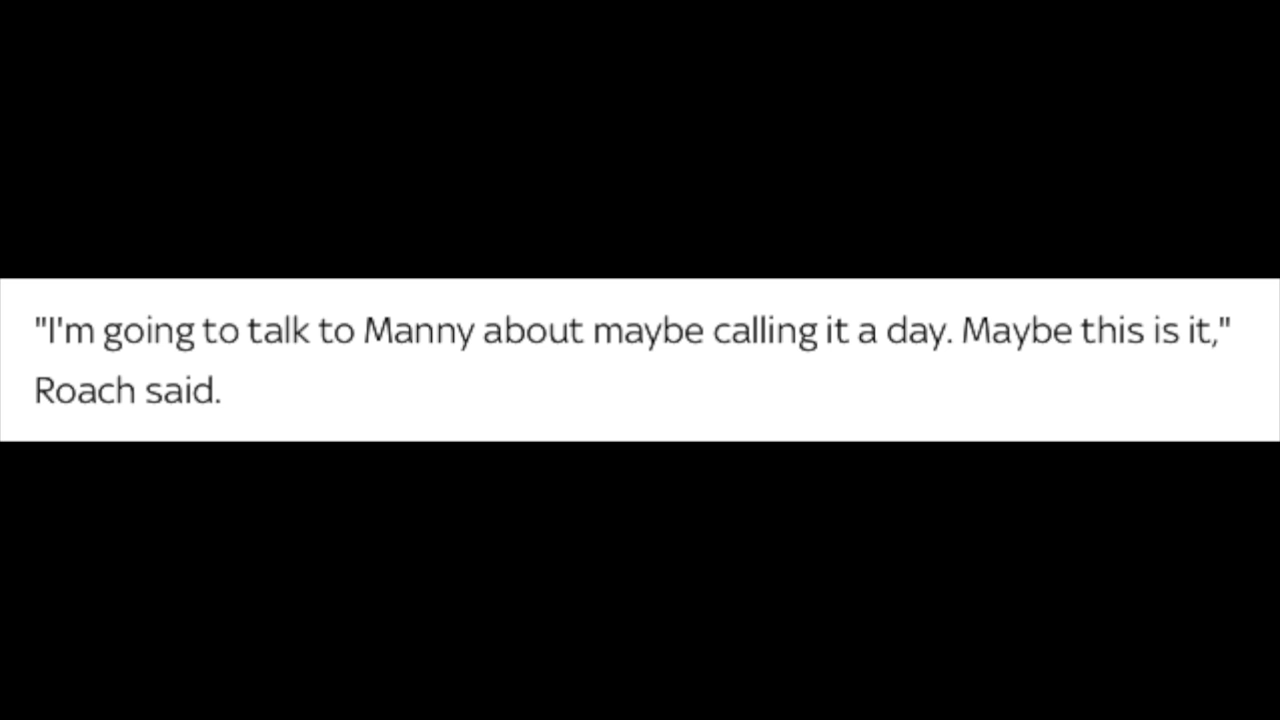 "I'm going to talk to Manny about maybe calling it a day. Maybe this is it,"
Roach said.